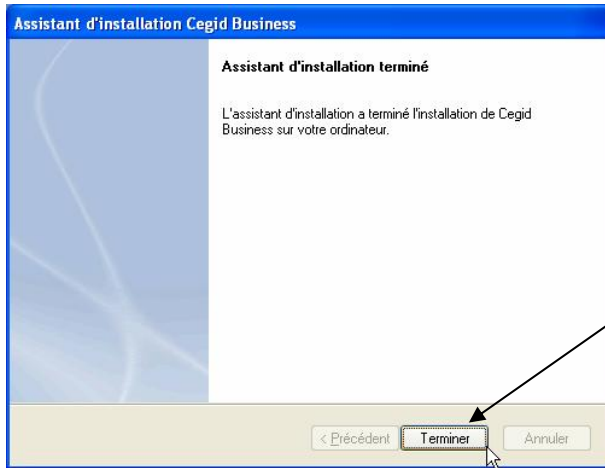 Assistant d'installation Cegid Business
Assistant d'installation terminé
L'assistant d'installation a terminé l'installation de Cegid
Business sur votre ordinateur.
< Précédent Terminer Annuler